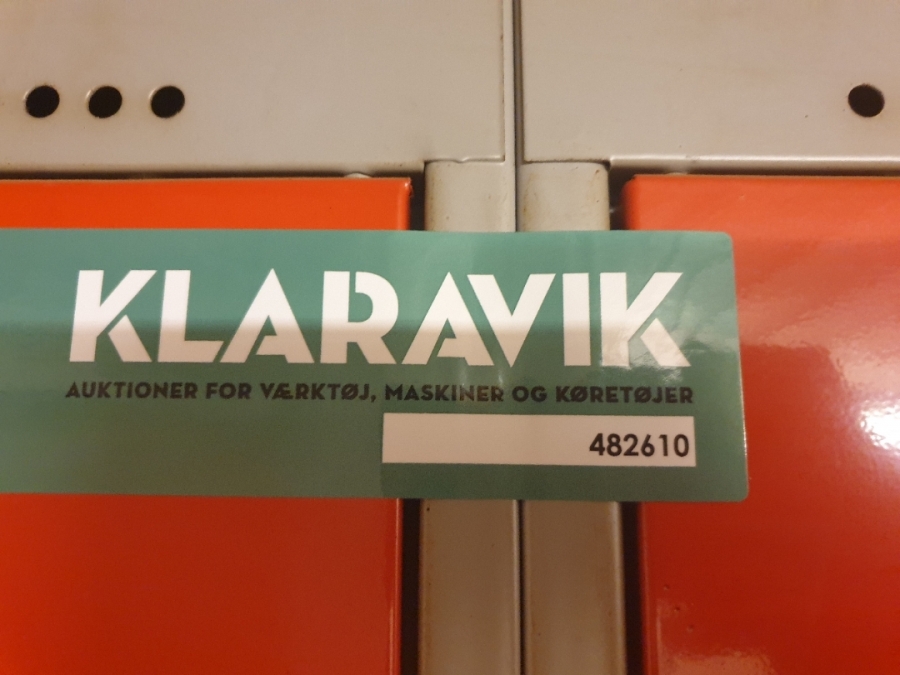 KLARAVIK
AUKTIONER FOR VÆRKTØJ, MASKINER OG KØRETØJER
482610